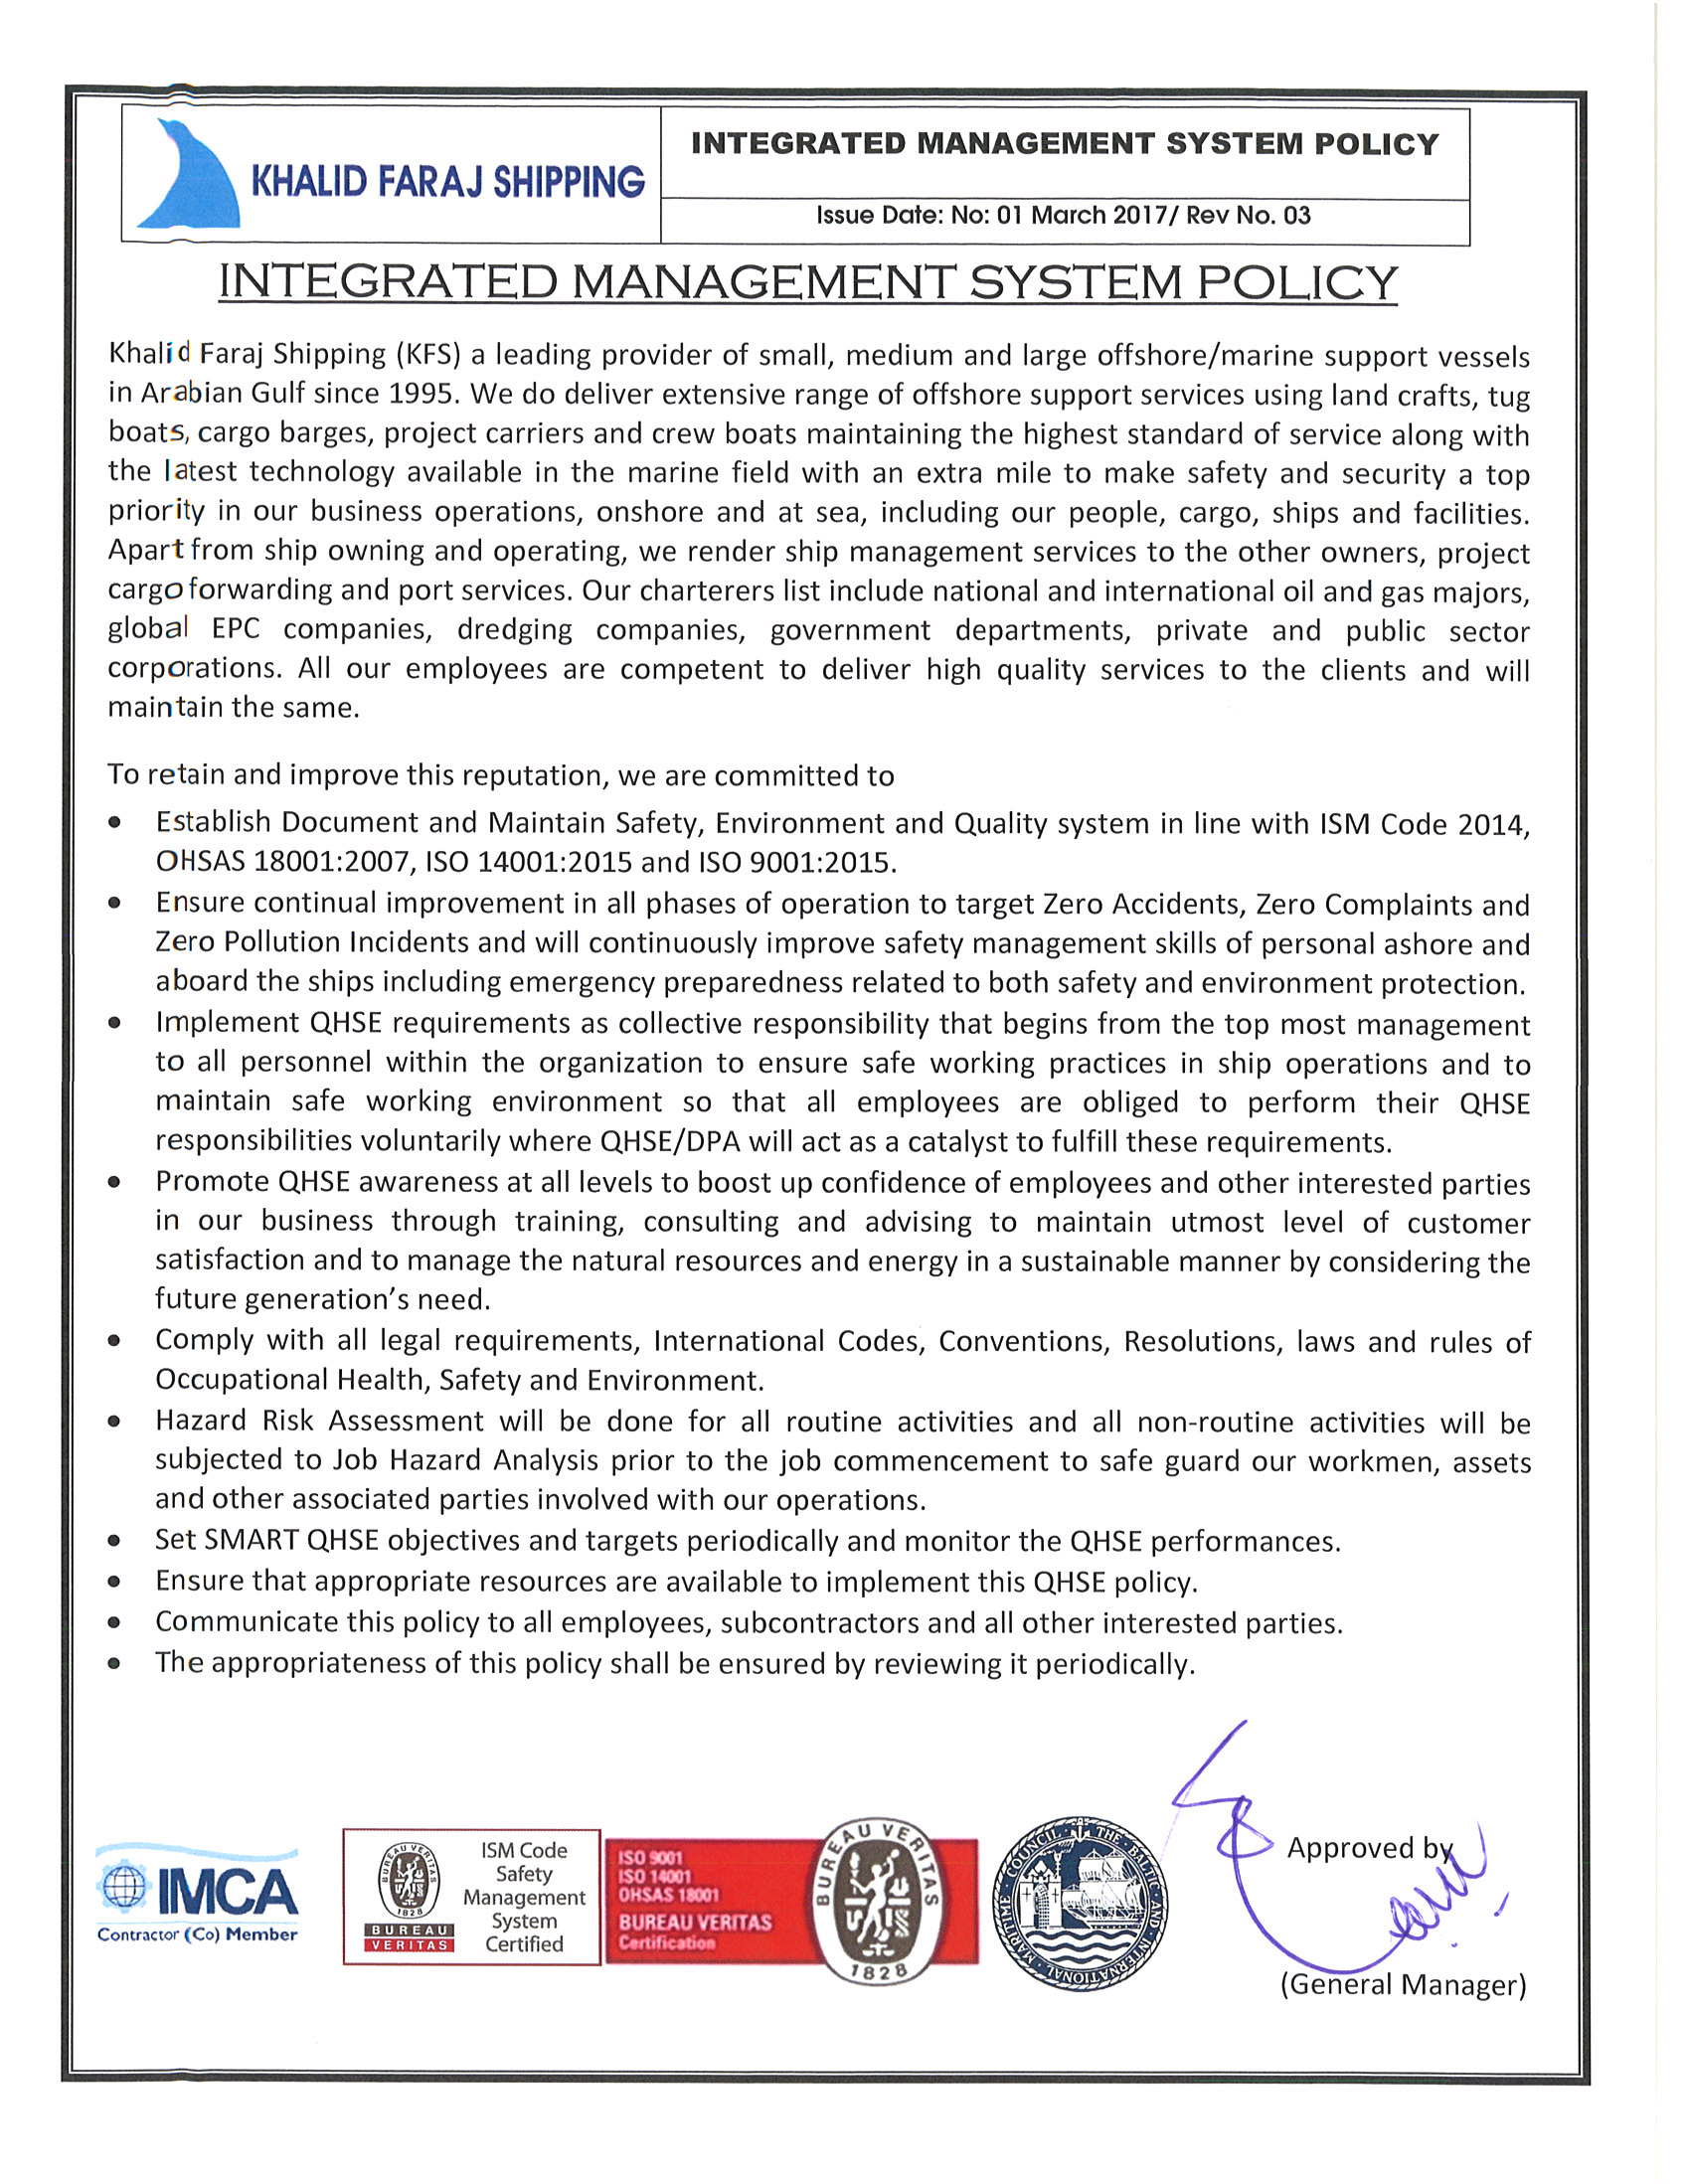 KHALID FARAJ SHIPPING
INTEGRATED MANAGEMENT SYSTEM POLICY
Issue Date: No: 01 March 2017/ Rev No. 03
INTEGRATED MANAGEMENT SYSTEM POLICY
Khalid Faraj Shipping (KFS) a leading provider of small, medium and large offshore/marine support vessels
in Arabian Gulf since 1995. We do deliver extensive range of offshore support services using land crafts, tug
boats, cargo barges, project carriers and crew boats maintaining the highest standard of service along with
the latest technology available in the marine field with an extra mile to make safety and security a top
priority in our business operations, onshore and at sea, including our people, cargo, ships and facilities.
Apart from ship owning and operating, we render ship management services to the other owners, project
cargo forwarding and port services. Our charterers list include national and international oil and gas majors,
global EPC companies, dredging companies, government departments, private and public sector
corporations. All our employees are competent to deliver high quality services to the clients and will
maintain the same.
To retain and improve this reputation, we are committed to
• Establish Document and Maintain Safety, Environment and Quality system in line with ISM Code 2014,
OHSAS 18001:2007, ISO 14001:2015 and ISO 9001:2015.
• Ensure continual improvement in all phases of operation to target Zero Accidents, Zero Complaints and
Zero Pollution Incidents and will continuously improve safety management skills of personal ashore and
aboard the ships including emergency preparedness related to both safety and environment protection.
• Implement QHSE requirements as collective responsibility that begins from the top most management
to all personnel within the organization to ensure safe working practices in ship operations and to
maintain safe working environment so that all employees are obliged to perform their QHSE
responsibilities voluntarily where QHSE/DPA will act as a catalyst to fulfill these requirements.
• Promote QHSE awareness at all levels to boost up confidence of employees and other interested parties
in our business through training, consulting and advising to maintain utmost level of customer
satisfaction and to manage the natural resources and energy in a sustainable manner by considering the
future generation's need.
• Comply with all legal requirements, International Codes, Conventions, Resolutions, laws and rules of
Occupational Health, Safety and Environment.
• Hazard Risk Assessment will be done for all routine activities and all non-routine activities will be
subjected to Job Hazard Analysis prior to the job commencement to safe guard our workmen, assets
and other associated parties involved with our operations.
• Set SMART QHSE objectives and targets periodically and monitor the QHSE performances.
• Ensure that appropriate resources are available to implement this QHSE policy.
• Communicate this policy to all employees, subcontractors and all other interested parties.
• The appropriateness of this policy shall be ensured by reviewing it periodically.
IMCA
Contractor (Co) Member
BUREAU VERITAS
1828
BUREAU
VERITAS
ISM Code
Safety
Management
System
Certified
ISO 9001
ISO 14001
OHSAS 18001
BUREAU VERITAS
Certification
BUREAU VERITAS
1828
THE · BALTIC · AND · INTERNATIONAL · MARITIME · COUNCIL
Approved by
(General Manager)